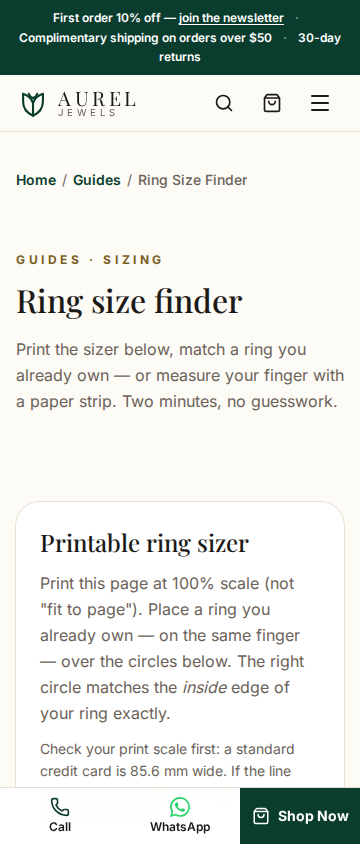 First order 10% off — join the newsletter ·
Complimentary shipping on orders over $50 · 30-day
returns
AUREL
JEWELS
Home / Guides / Ring Size Finder
GUIDES · SIZING
Ring size finder
Print the sizer below, match a ring you
already own — or measure your finger with
a paper strip. Two minutes, no guesswork.
Printable ring sizer
Print this page at 100% scale (not
"fit to page"). Place a ring you
already own — on the same finger
— over the circles below. The right
circle matches the inside edge of
your ring exactly.
Check your print scale first: a standard
credit card is 85.6 mm wide. If the line
Call
WhatsApp
Shop Now